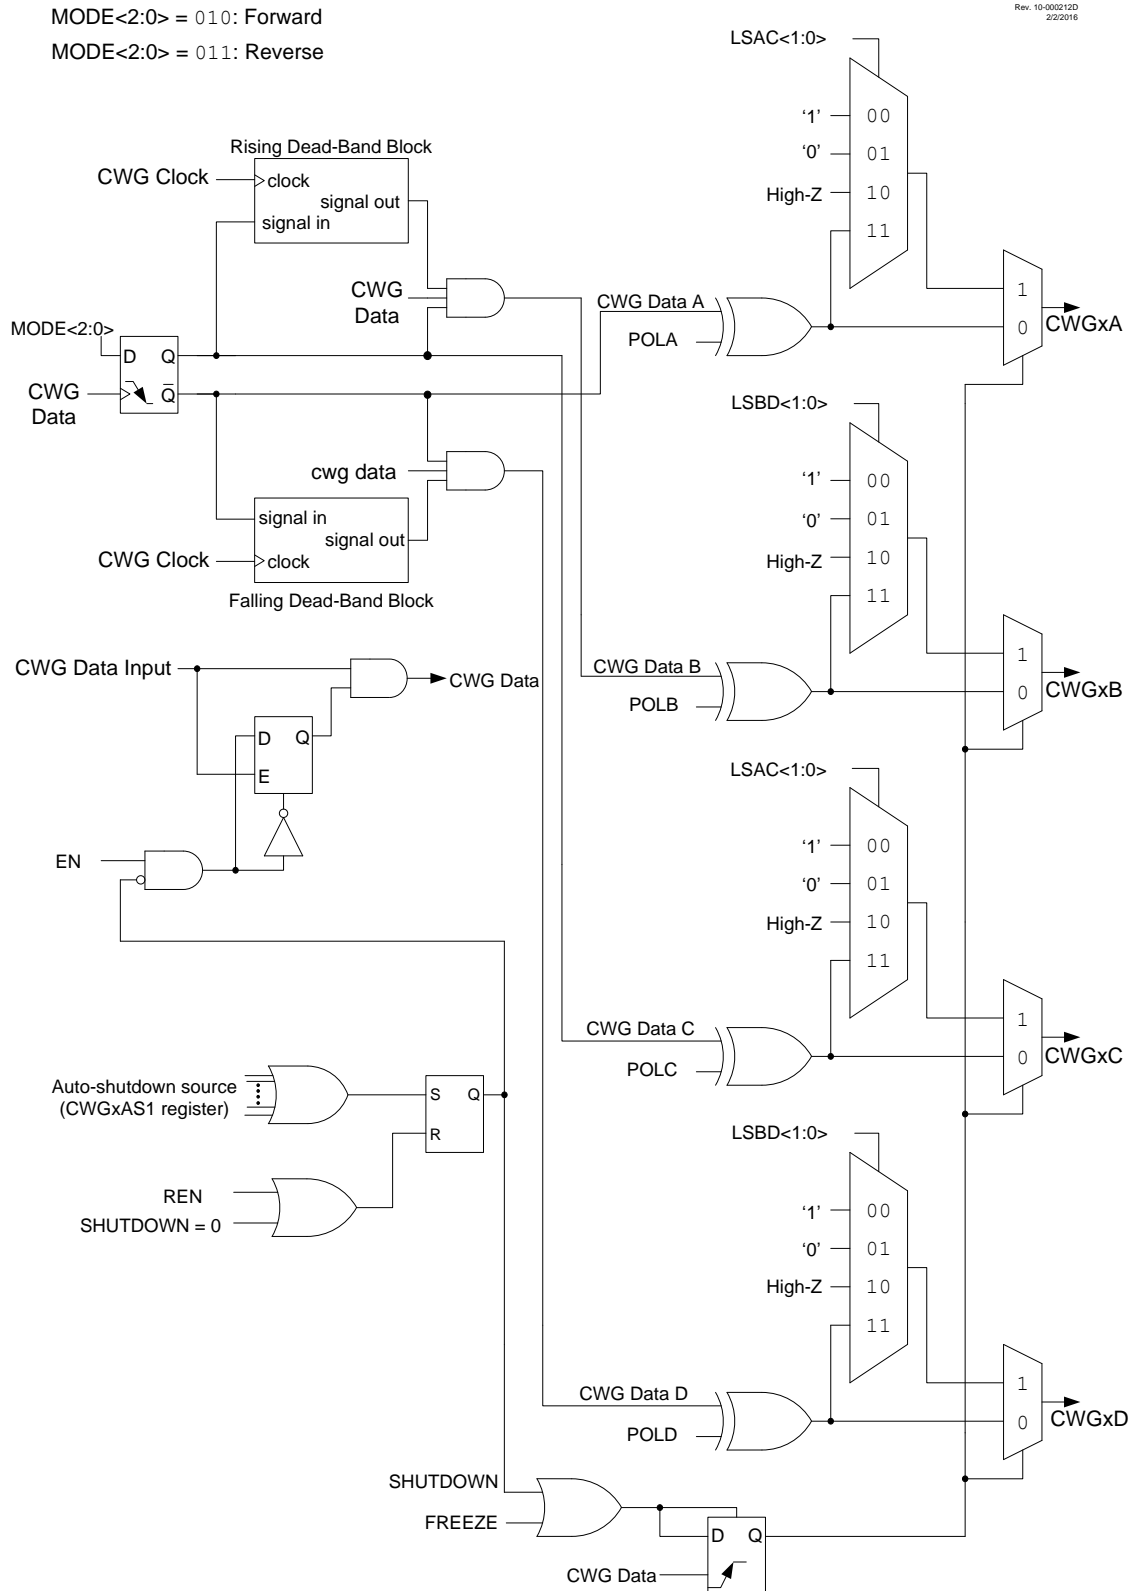 MODE<2:0> = 010: Forward
MODE<2:0> = 011: Reverse
Rev. 10-000212D
2/2/2016
LSAC<1:0>
'1'
00
'0'
01
High-Z
10
11
Rising Dead-Band Block
CWG Clock
clock
signal out
signal in
CWG
Data
MODE<2:0>
D
Q
CWG
Data
Q
CWG Data A
POLA
1
0
CWGxA
LSBD<1:0>
'1'
00
'0'
01
High-Z
10
11
cwg data
signal in
signal out
CWG Clock
clock
Falling Dead-Band Block
CWG Data Input
CWG Data
D
Q
E
EN
CWG Data B
POLB
1
0
CWGxB
LSAC<1:0>
'1'
00
'0'
01
High-Z
10
11
CWG Data C
POLC
1
0
CWGxC
Auto-shutdown source
(CWGxAS1 register)
S
Q
R
REN
SHUTDOWN = 0
LSBD<1:0>
'1'
00
'0'
01
High-Z
10
11
CWG Data D
POLD
1
0
CWGxD
SHUTDOWN
FREEZE
D
Q
CWG Data